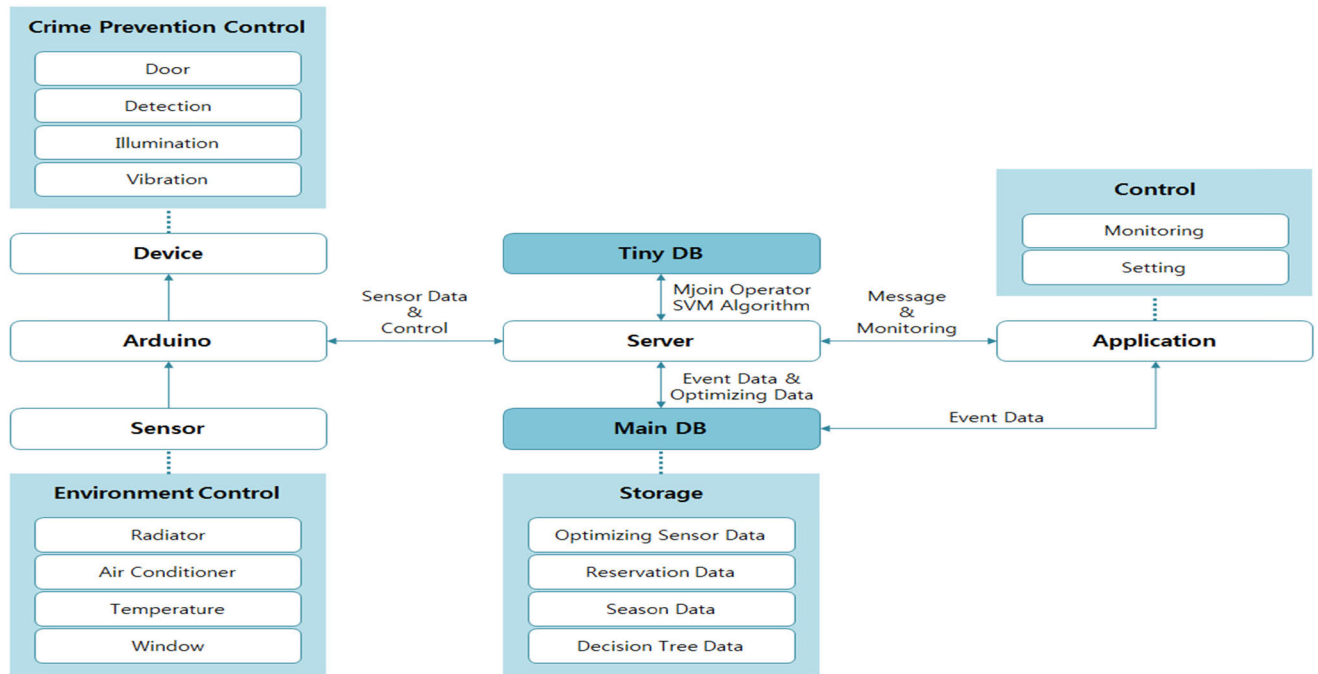 Crime Prevention Control
Door
Detection
Illumination
Vibration
Device
Arduino
Sensor
Environment Control
Radiator
Air Conditioner
Temperature
Window
Sensor Data
&
Control
Tiny DB
Mjoin Operator
SVM Algorithm
Server
Event Data &
Optimizing Data
Main DB
Storage
Optimizing Sensor Data
Reservation Data
Season Data
Decision Tree Data
Message
&
Monitoring
Control
Monitoring
Setting
Application
Event Data